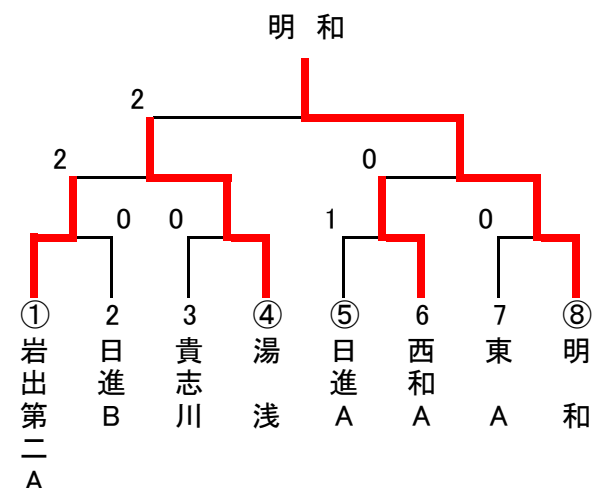 明 和
2
2
0
0
0
1
0
① 2 3 ④ ⑤ 6 7 ⑧
岩出第二A
日進B
貴志川
湯 浅
日進A
西和A
東 A
明 和